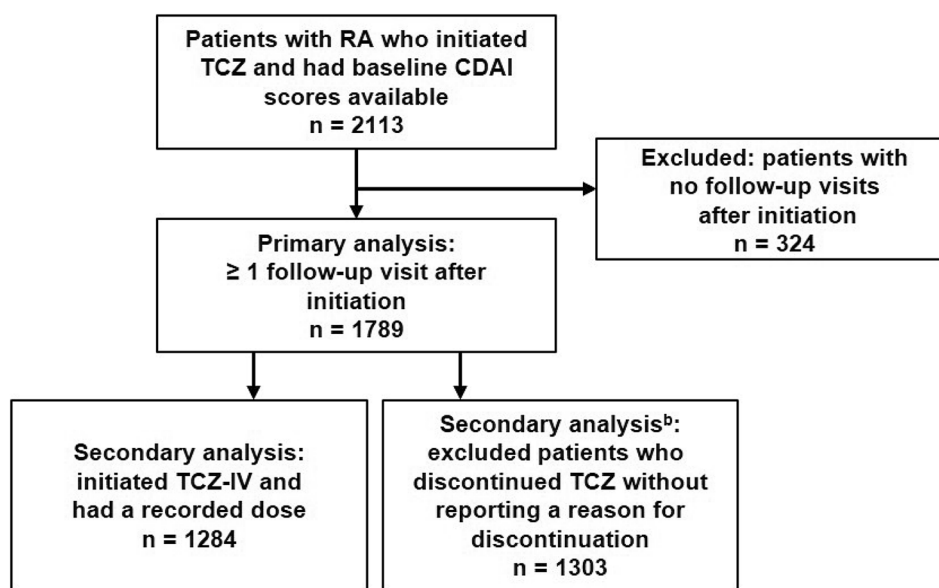 Patients with RA who initiated
TCZ and had baseline CDAI
scores available
n = 2113
Excluded: patients with
no follow-up visits
after initiation
n = 324
Primary analysis:
≥ 1 follow-up visit after
initiation
n = 1789
Secondary analysis:
initiated TCZ-IV and
had a recorded dose
n = 1284
Secondary analysisᵇ:
excluded patients who
discontinued TCZ without
reporting a reason for
discontinuation
n = 1303